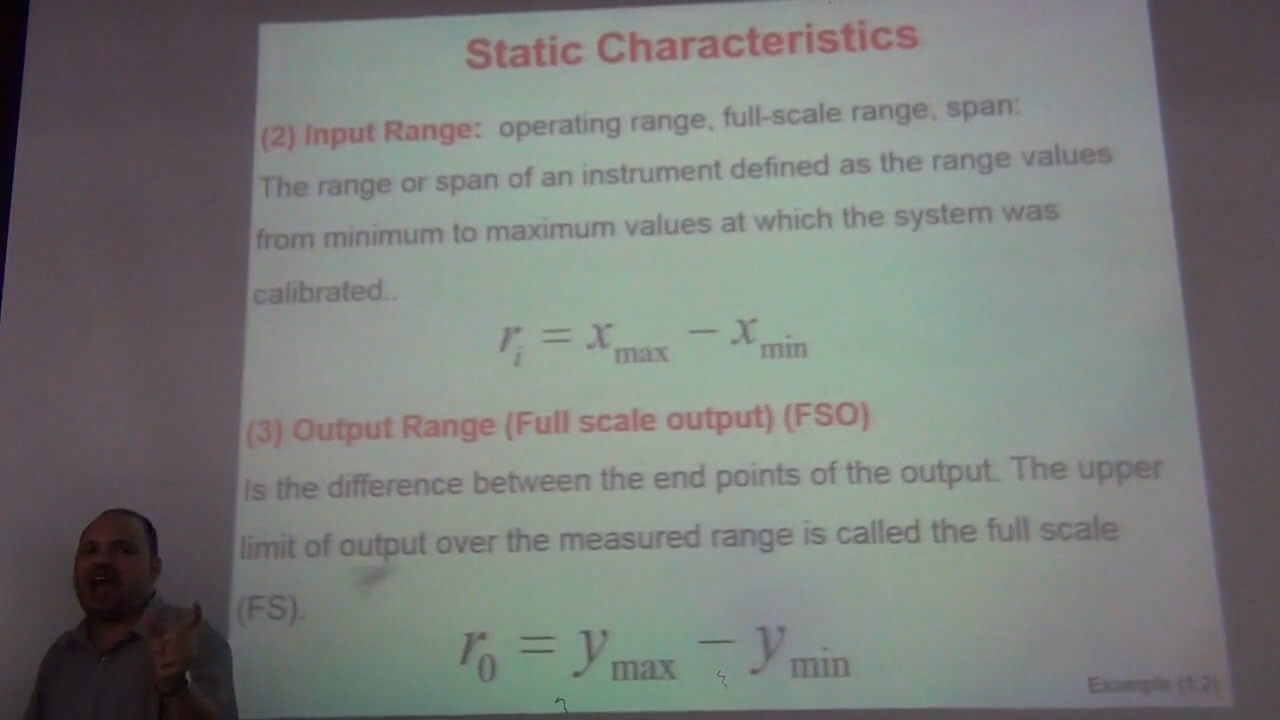 Static Characteristics
(2) Input Range: operating range, full-scale range, span:
The range or span of an instrument defined as the range values
from minimum to maximum values at which the system was
calibrated..
r_i = x_max − x_min
(3) Output Range (Full scale output) (FSO)
Is the difference between the end points of the output. The upper
limit of output over the measured range is called the full scale
(FS).
r_0 = y_max − y_min
Example (1.2)